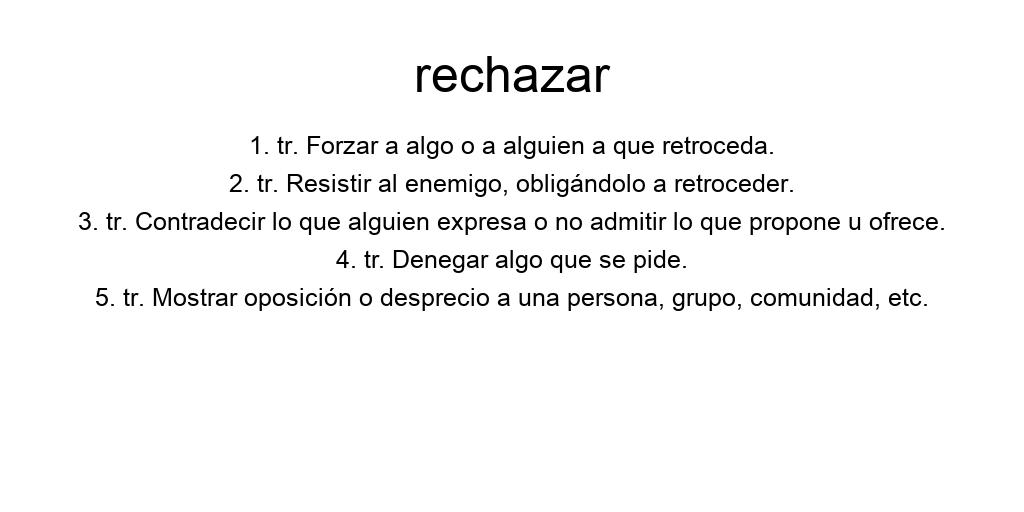 rechazar
1. tr. Forzar a algo o a alguien a que retroceda.
2. tr. Resistir al enemigo, obligándolo a retroceder.
3. tr. Contradecir lo que alguien expresa o no admitir lo que propone u ofrece.
4. tr. Denegar algo que se pide.
5. tr. Mostrar oposición o desprecio a una persona, grupo, comunidad, etc.